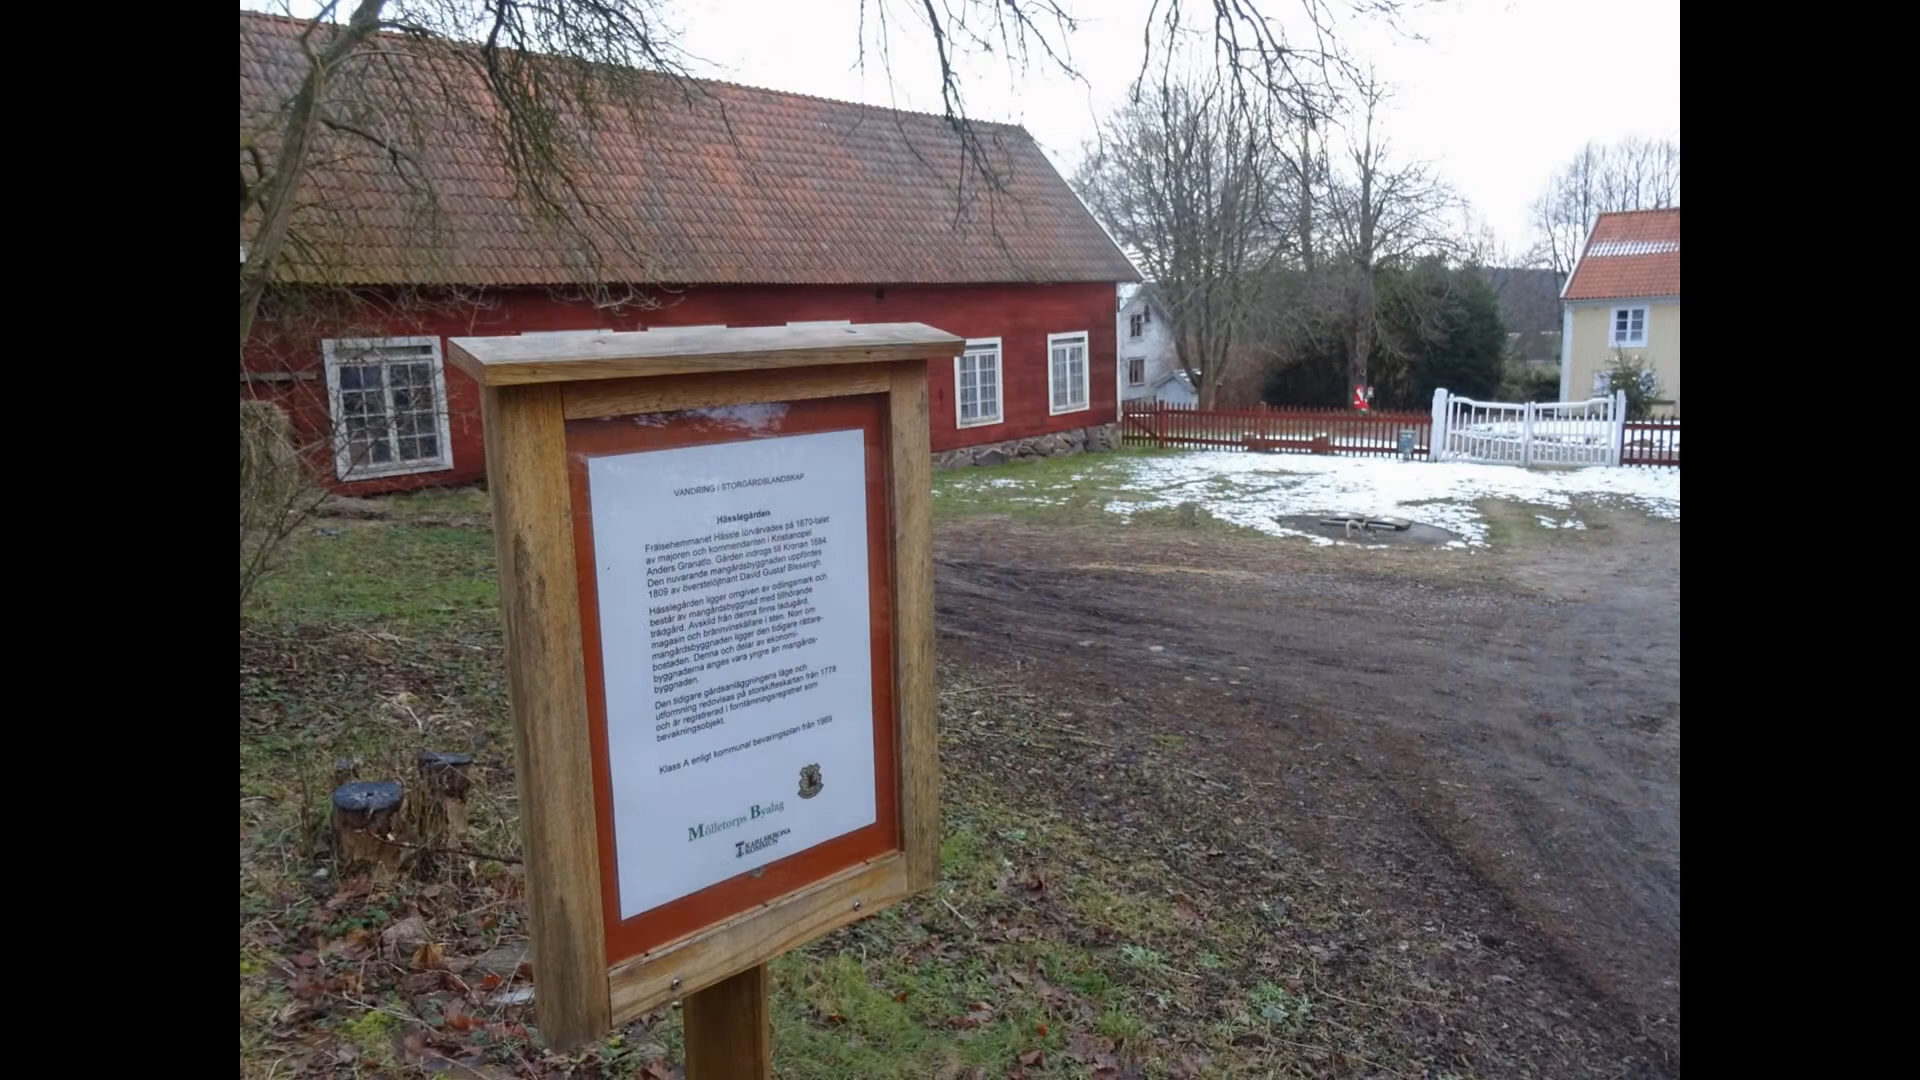 VANDRING i STORGÅRDSLANDSKAP
Hässlegården
Frälsehemmanet Hässle förvärvades på 1670-talet
av majoren och kommendanten i Kristianopel
Anders Granatlo. Gården indrogs till Kronan 1684.
Den nuvarande mangårdsbyggnaden uppfördes
1809 av överstelöjtnant David Gustaf Blessingh.
Hässlegården ligger omgiven av odlingsmark och
består av mangårdsbyggnad med tillhörande
trädgård. Avskild från denna finns ladugård,
magasin och brännvinskällare i sten. Norr om
mangårdsbyggnaden ligger den tidigare rättare-
bostaden. Denna och delar av ekonomi-
byggnaderna anges vara yngre än mangårds-
byggnaden.
Den tidigare gårdsanläggningens läge och
utformning redovisas på storskifteskartan från 1778
och är registrerad i fornlämningsregistret som
bevakningsobjekt.
Klass A enligt kommunal bevaringsplan från 1989
Mölletorps Byalag
KARLSKRONA
KOMMUN